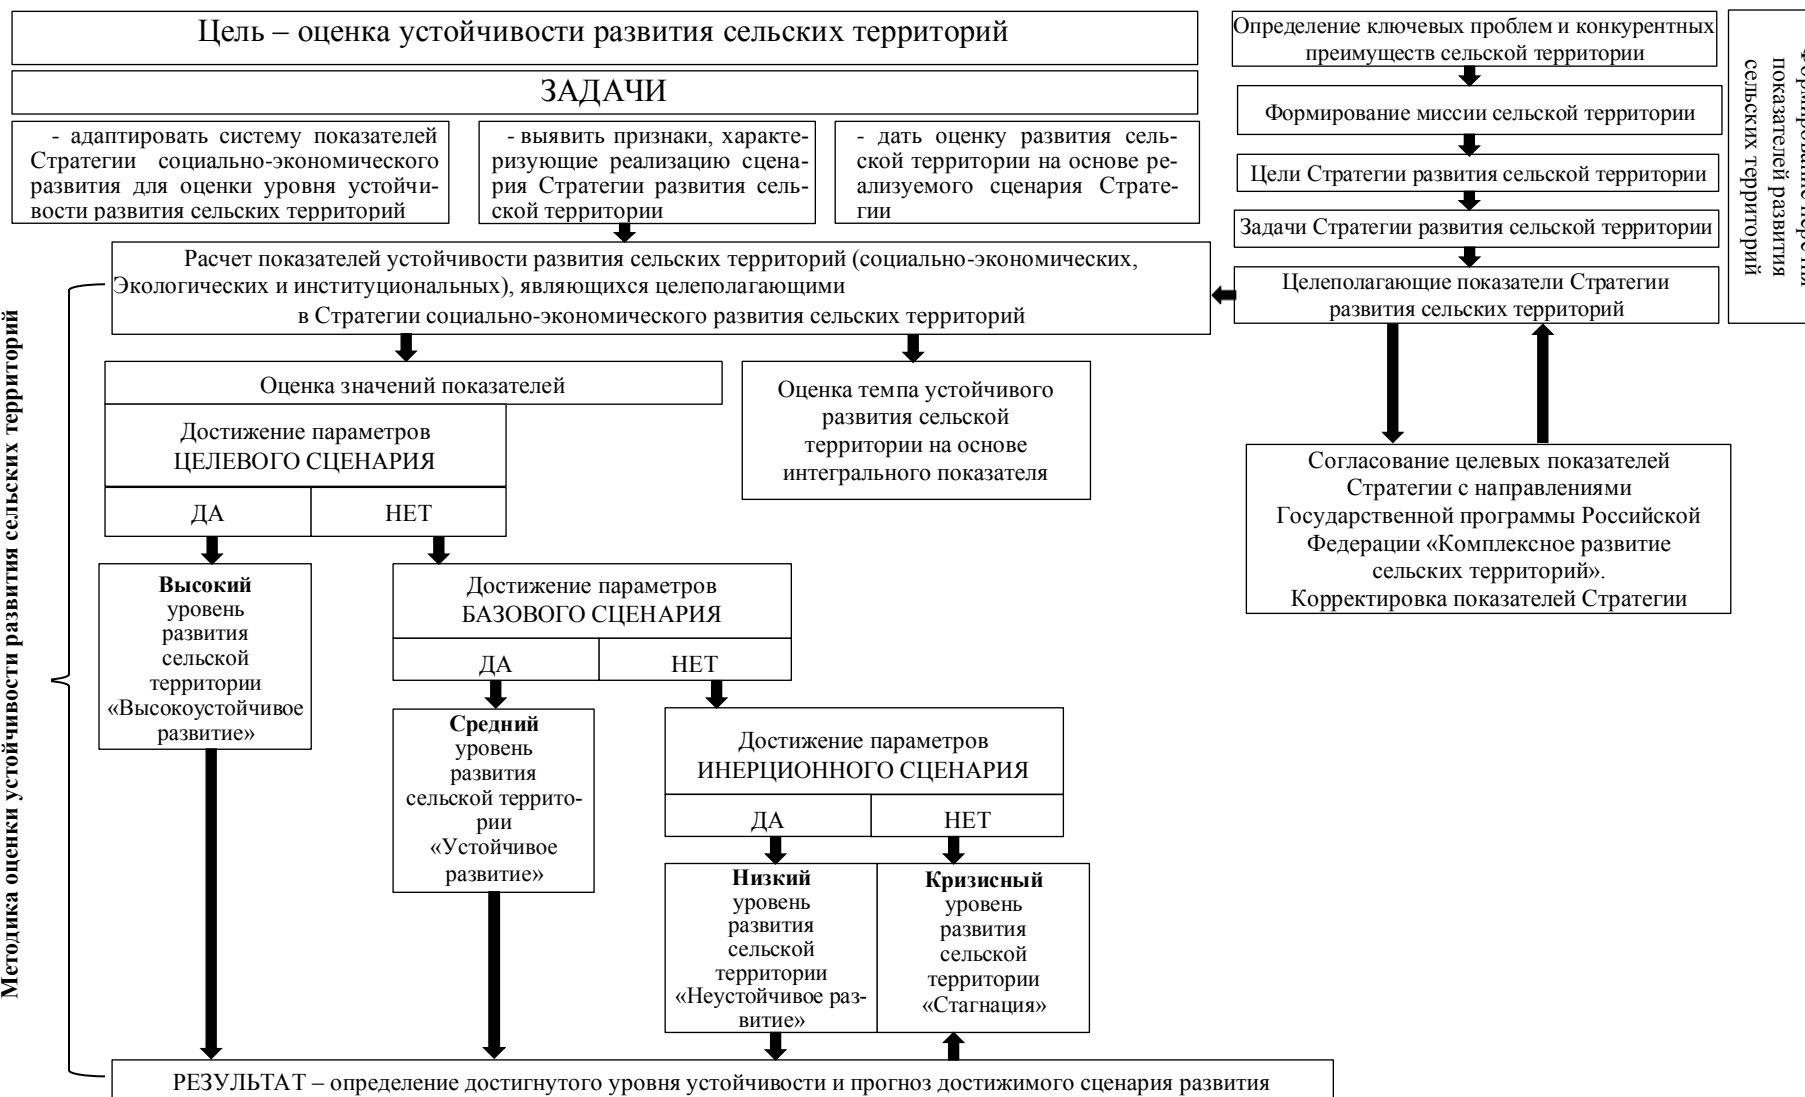 Цель – оценка устойчивости развития сельских территорий
ЗАДАЧИ
- адаптировать систему показателей
Стратегии социально-экономического
развития для оценки уровня устойчи-
вости развития сельских территорий
- выявить признаки, характе-
ризующие реализацию сцена-
рия Стратегии развития сель-
ской территории
- дать оценку развития сель-
ской территории на основе ре-
ализуемого сценария Страте-
гии
Расчет показателей устойчивости развития сельских территорий (социально-экономических,
Экологических и институциональных), являющихся целеполагающими
в Стратегии социально-экономического развития сельских территорий
Оценка значений показателей
Достижение параметров
ЦЕЛЕВОГО СЦЕНАРИЯ
ДА
НЕТ
Оценка темпа устойчивого
развития сельской
территории на основе
интегрального показателя
Высокий
уровень
развития
сельской
территории
«Высокоустойчивое
развитие»
Достижение параметров
БАЗОВОГО СЦЕНАРИЯ
ДА
НЕТ
Средний
уровень
развития
сельской террито-
рии
«Устойчивое
развитие»
Достижение параметров
ИНЕРЦИОННОГО СЦЕНАРИЯ
ДА
НЕТ
Низкий
уровень
развития
сельской
территории
«Неустойчивое раз-
витие»
Кризисный
уровень
развития
сельской
территории
«Стагнация»
РЕЗУЛЬТАТ – определение достигнутого уровня устойчивости и прогноз достижимого сценария развития
Методика оценки устойчивости развития сельских территорий
Определение ключевых проблем и конкурентных
преимуществ сельской территории
Формирование миссии сельской территории
Цели Стратегии развития сельской территории
Задачи Стратегии развития сельской территории
Целеполагающие показатели Стратегии
развития сельских территорий
Согласование целевых показателей
Стратегии с направлениями
Государственной программы Российской
Федерации «Комплексное развитие
сельских территорий».
Корректировка показателей Стратегии
показателей развития
сельских территорий